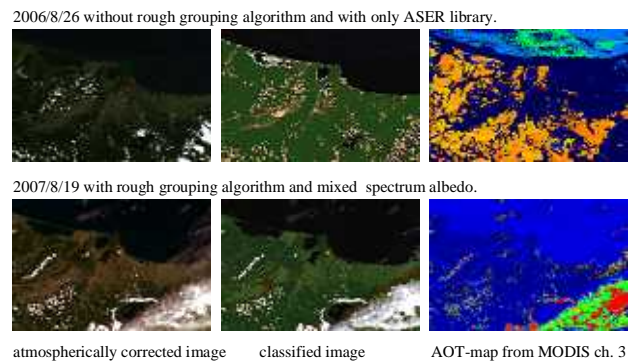 2006/8/26 without rough grouping algorithm and with only ASER library.
2007/8/19 with rough grouping algorithm and mixed spectrum albedo.
atmospherically corrected image classified image AOT-map from MODIS ch. 3